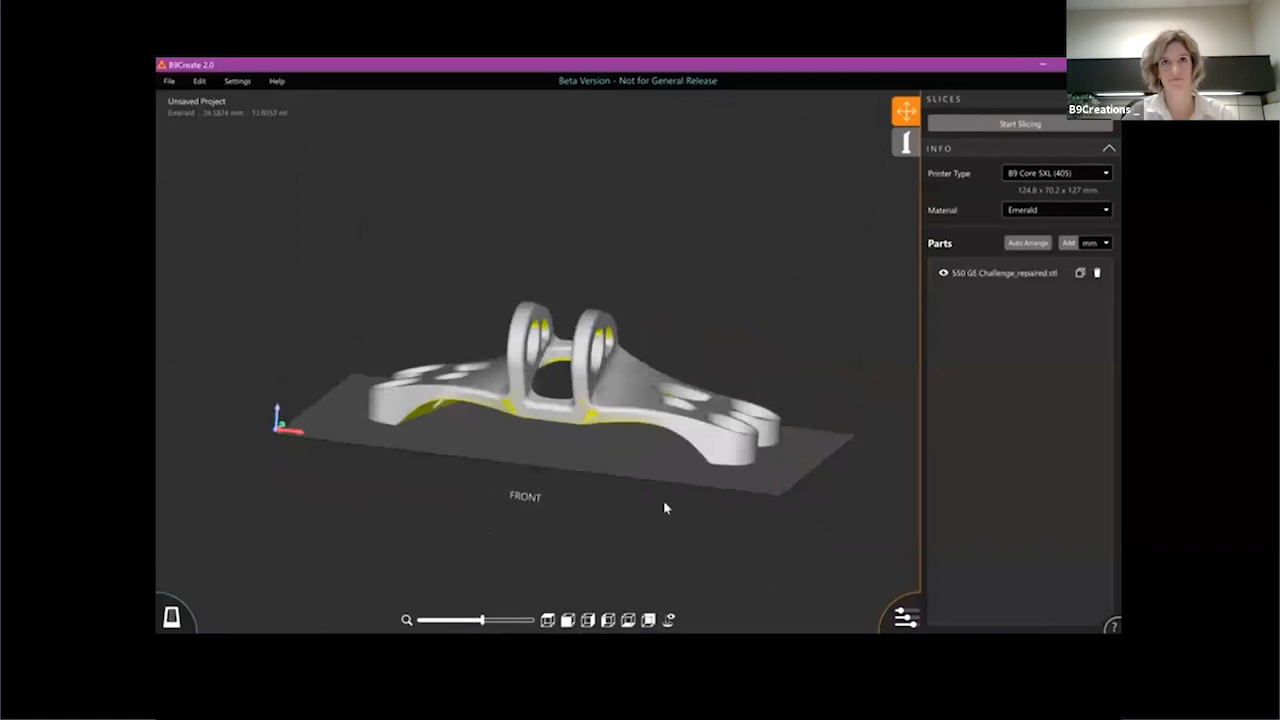 B9Create 2.0
File Edit Settings Help
Beta Version - Not for General Release
Unsaved Project
B9Creations _
SLICES
Start Slicing
INFO
Printer Type B9 Core 5XL (405)
124.8 x 70.2 x 127 mm
Material Emerald
Parts Auto Arrange Add mm
550 GE Challenge_repaired.stl
FRONT
?